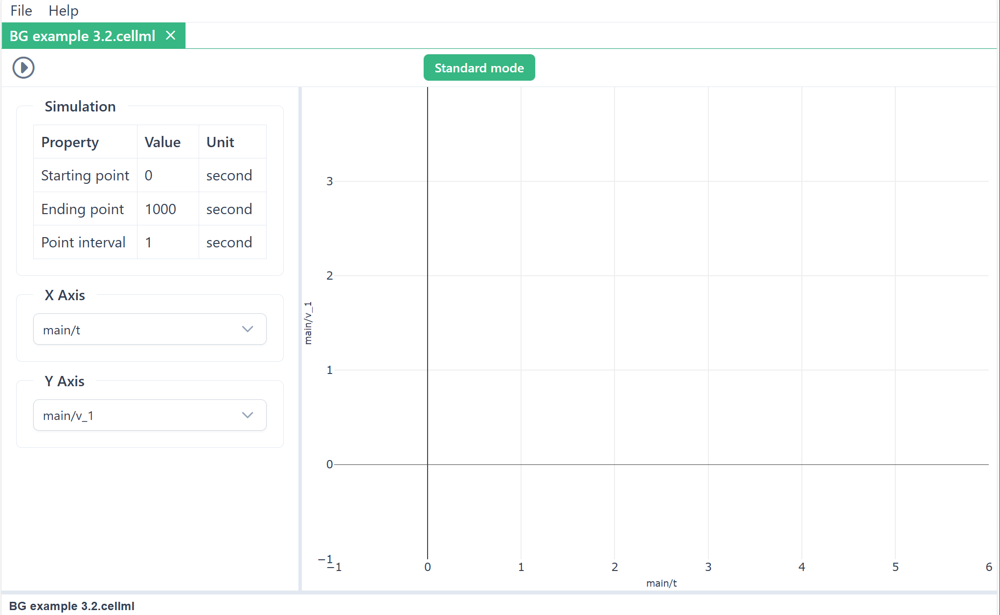 File Help
BG example 3.2.cellml
Standard mode
Simulation
Property Value Unit
Starting point 0 second
Ending point 1000 second
Point interval 1 second
X Axis
main/t
Y Axis
main/v_1
main/v_1
3
2
1
0
−1
−1 0 1 2 3 4 5 6
main/t
BG example 3.2.cellml